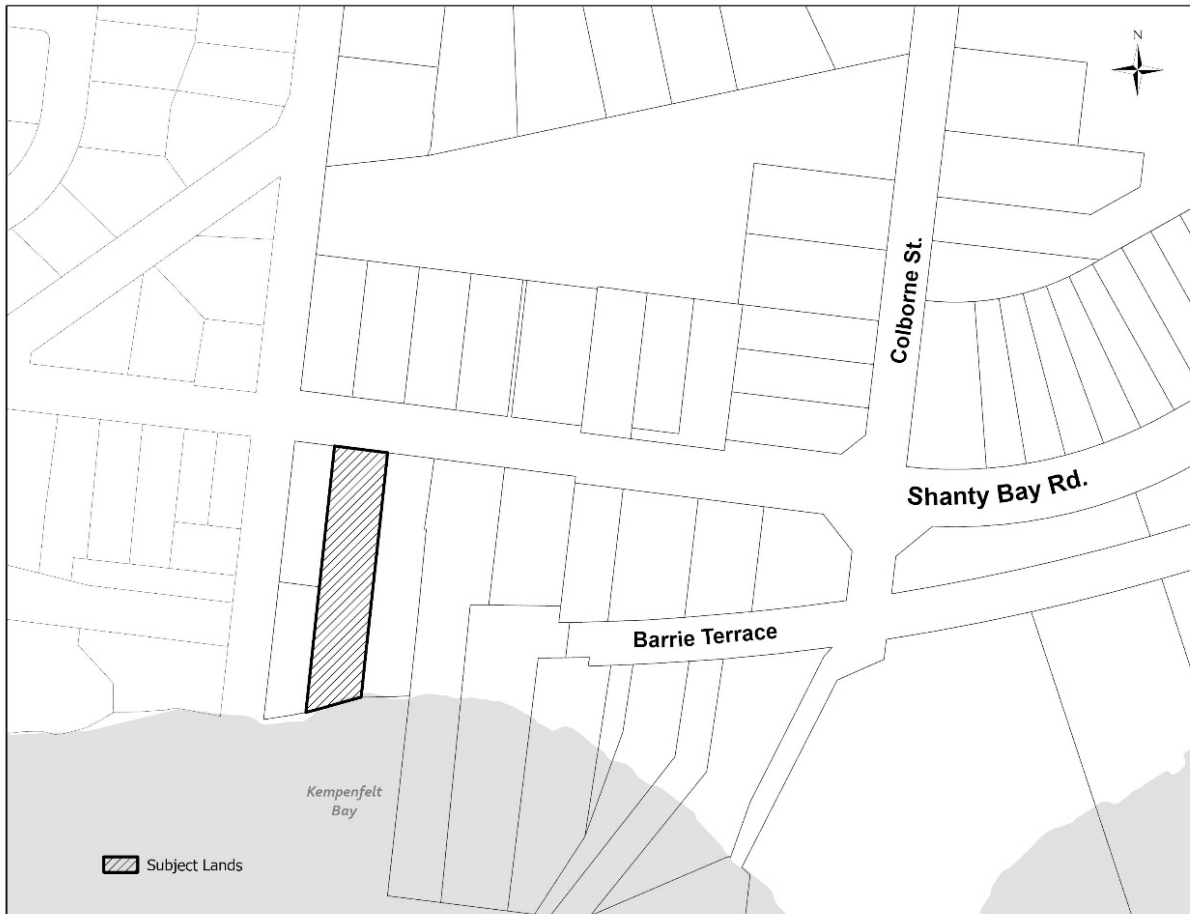 N
Colborne St.
Shanty Bay Rd.
Barrie Terrace
Kempenfelt
Bay
Subject Lands